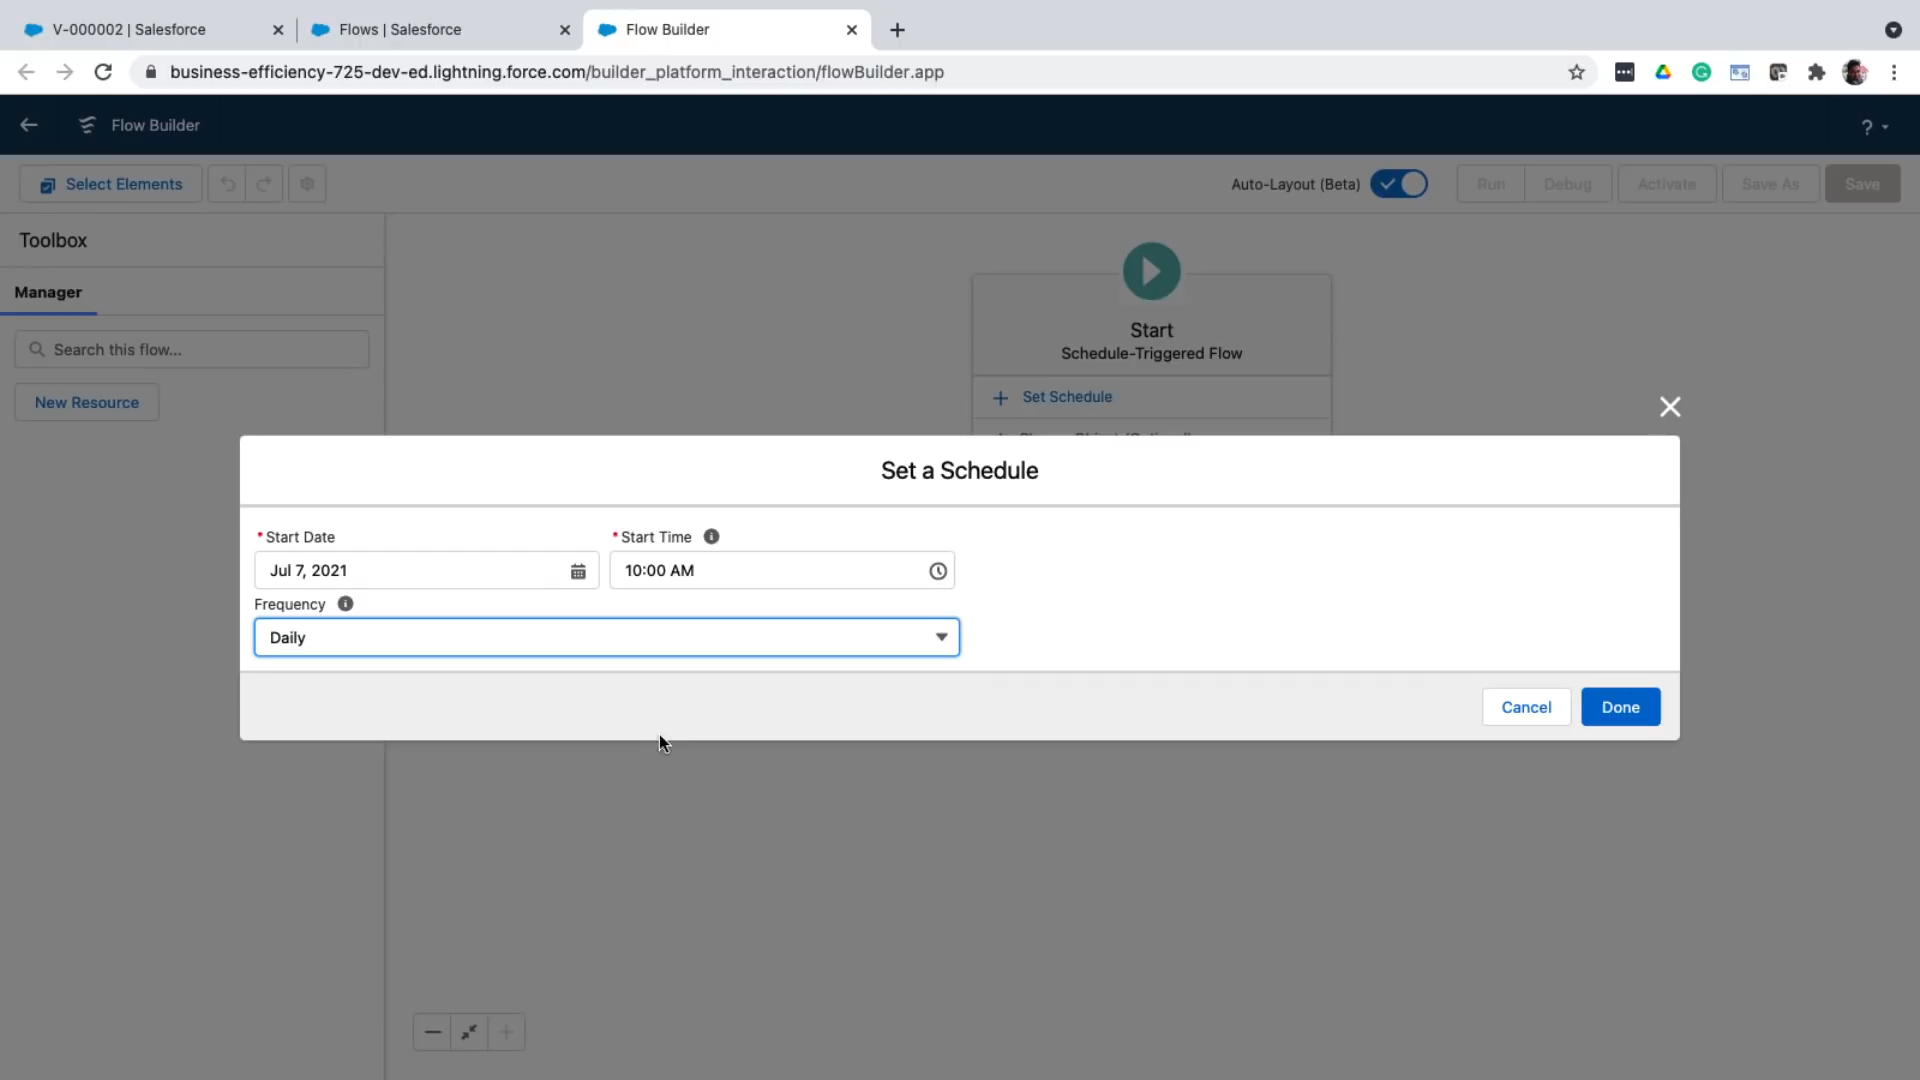 V-000002 | Salesforce
Flows | Salesforce
Flow Builder
business-efficiency-725-dev-ed.lightning.force.com/builder_platform_interaction/flowBuilder.app
Flow Builder
?
Select Elements
Auto-Layout (Beta)
Run
Debug
Activate
Save As
Save
Toolbox
Manager
Search this flow...
New Resource
Start
Schedule-Triggered Flow
Set Schedule
Set a Schedule
* Start Date
* Start Time
Jul 7, 2021
10:00 AM
Frequency
Daily
Cancel
Done